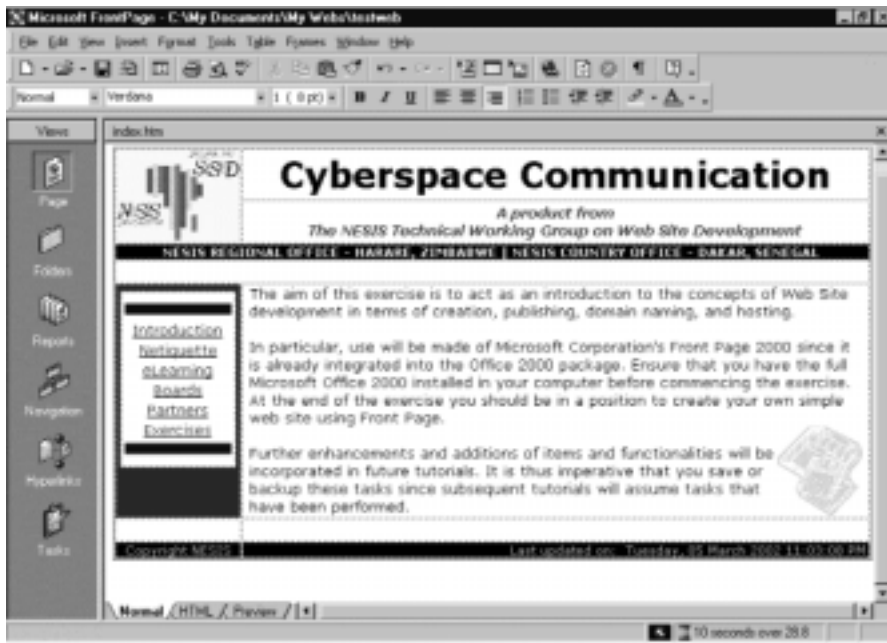 Microsoft FrontPage - C:\My Documents\My Webs\testweb
File Edit View Insert Format Tools Table Frames Window Help
Normal Verdana 1 ( 8 pt) B I U A
Views index.htm
Page
Folders
Reports
Navigation
Hyperlinks
Tasks
NSIS
Cyberspace Communication
A product from
The NESIS Technical Working Group on Web Site Development
NESIS REGIONAL OFFICE - HARARE, ZIMBABWE | NESIS COUNTRY OFFICE - DAKAR, SENEGAL
Introduction
Netiquette
eLearning
Boards
Partners
Exercises
The aim of this exercise is to act as an introduction to the concepts of Web Site
development in terms of creation, publishing, domain naming, and hosting.
In particular, use will be made of Microsoft Corporation's Front Page 2000 since it
is already integrated into the Office 2000 package. Ensure that you have the full
Microsoft Office 2000 installed in your computer before commencing the exercise.
At the end of the exercise you should be in a position to create your own simple
web site using Front Page.
Further enhancements and additions of items and functionalities will be
incorporated in future tutorials. It is thus imperative that you save or
backup these tasks since subsequent tutorials will assume tasks that
have been performed.
Copyright NESIS Last updated on: Tuesday, 05 March 2002 11:03:08 PM
Normal HTML Preview
10 seconds over 28.8